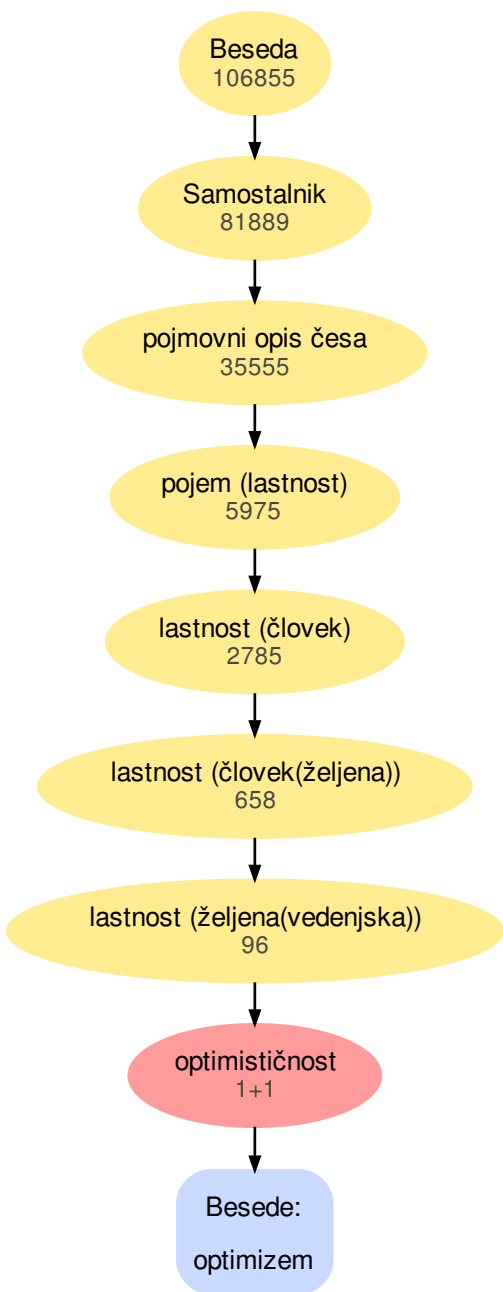 Beseda
106855
Samostalnik
81889
pojmovni opis česa
35555
pojem (lastnost)
5975
lastnost (človek)
2785
lastnost (človek(željena))
658
lastnost (željena(vedenjska))
96
optimističnost
1+1
Besede:
optimizem